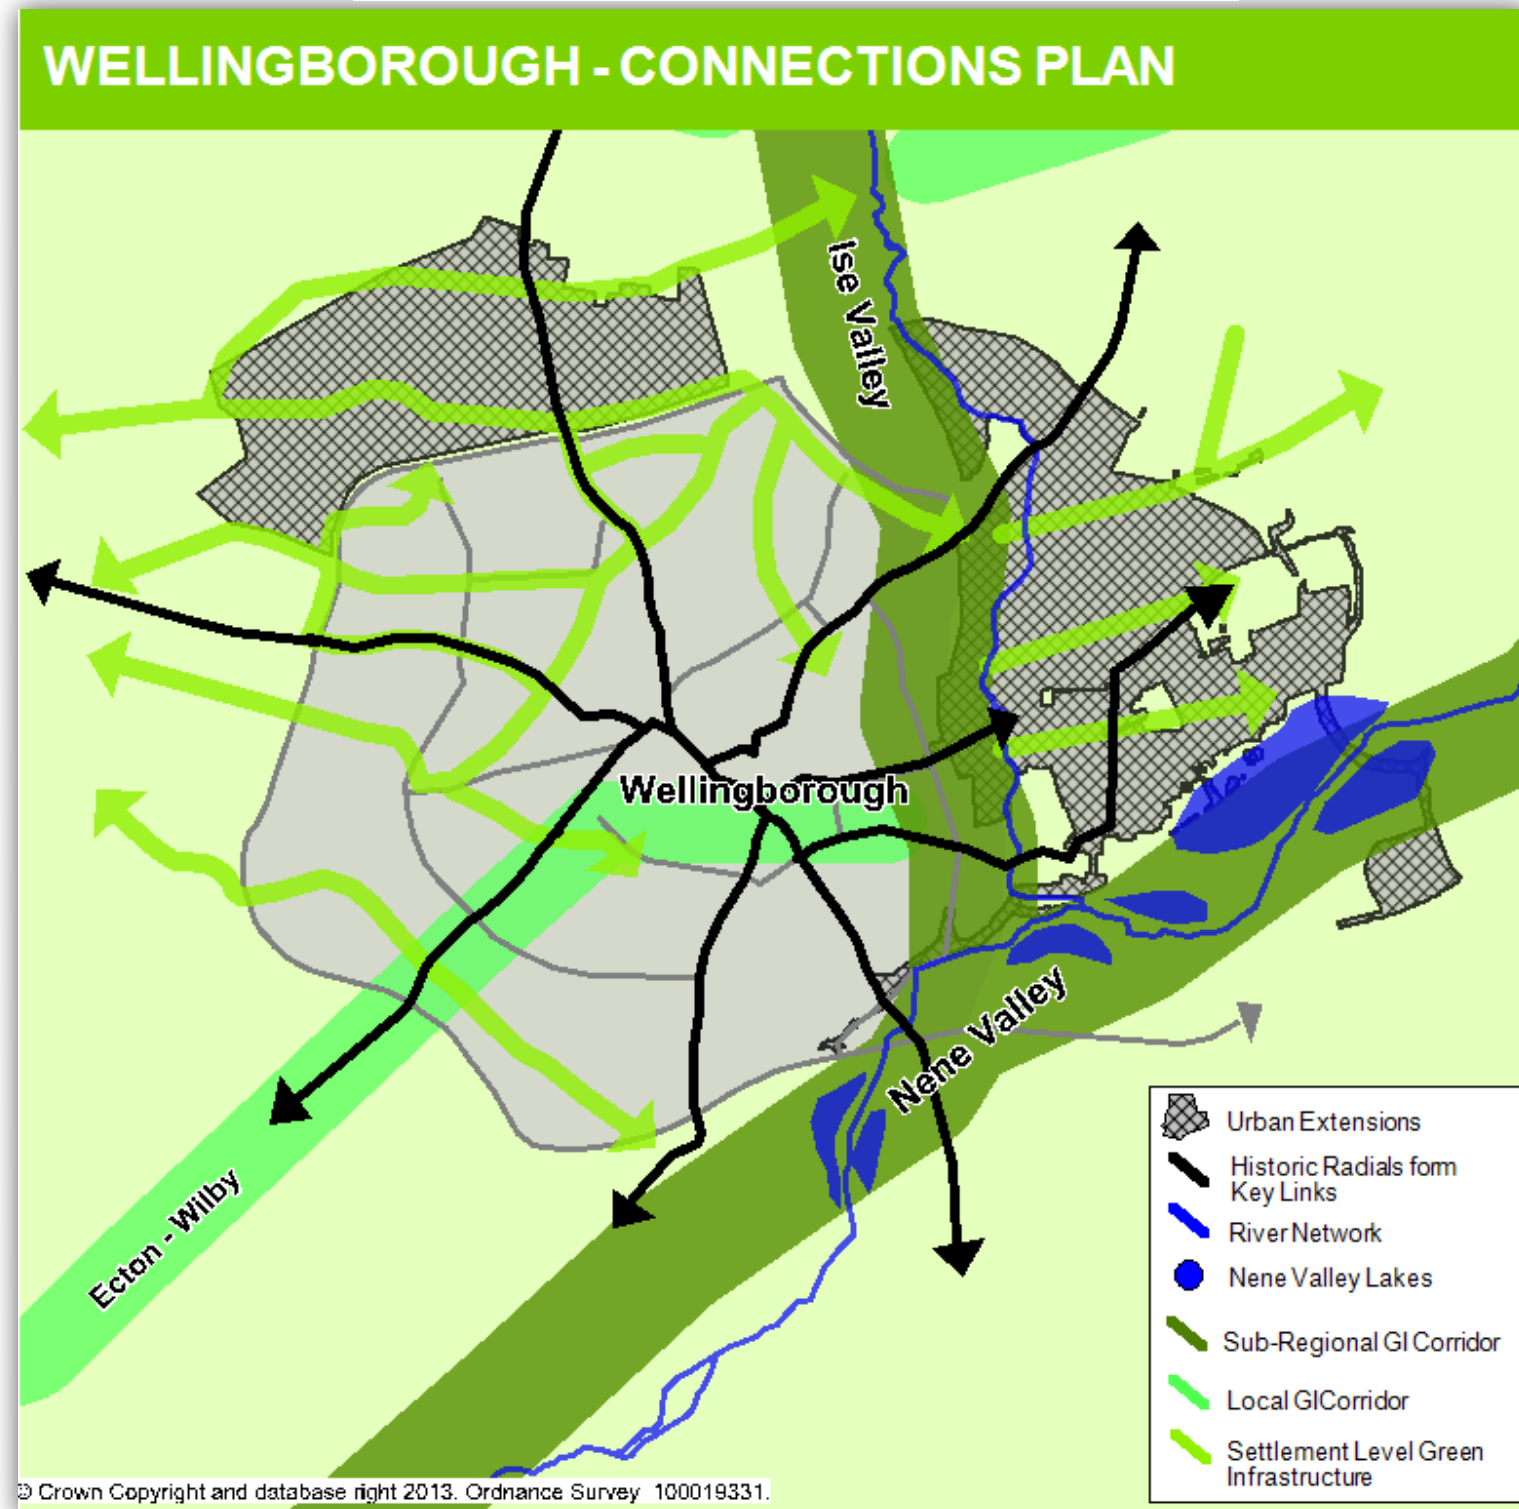 WELLINGBOROUGH - CONNECTIONS PLAN
Ise Valley
Wellingborough
Nene Valley
Ecton - Wilby
Urban Extensions
Historic Radials form
Key Links
River Network
Nene Valley Lakes
Sub-Regional GI Corridor
Local GICorridor
Settlement Level Green
Infrastructure
© Crown Copyright and database right 2013. Ordnance Survey 100019331.